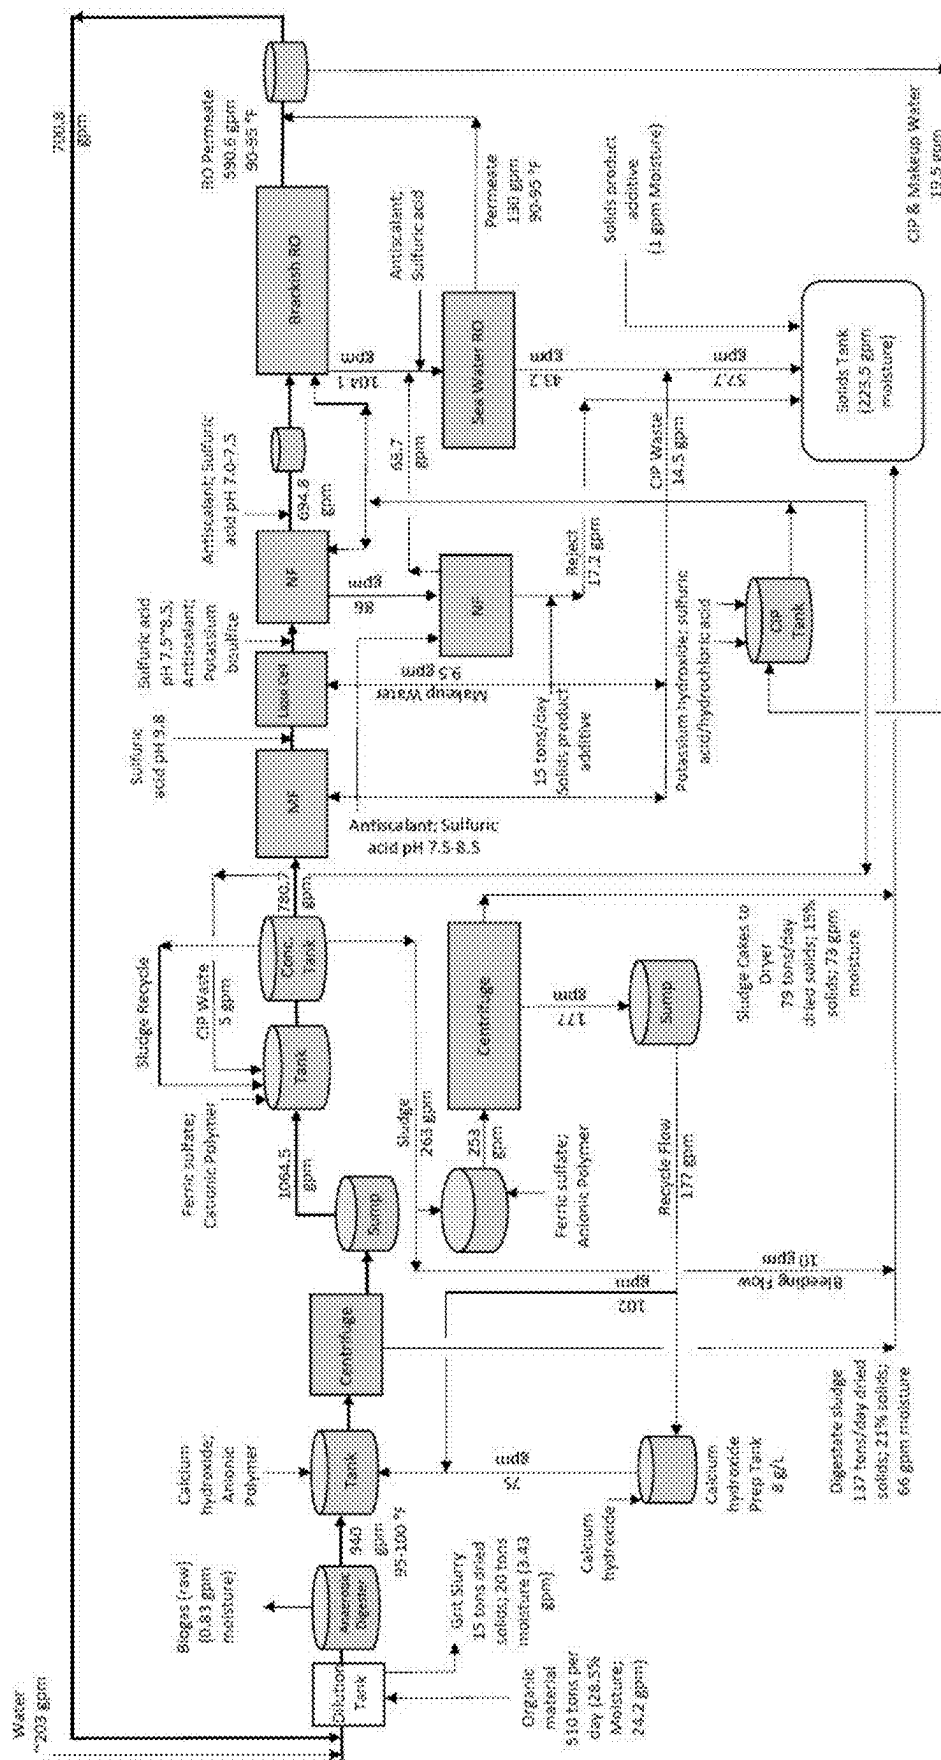 Water
~203 gpm
700.8
gpm
Biogas (raw)
(0.83 gpm
moisture)
Dilution
Tank
Anaerobic
Digester
Organic
material
510 tons per
day (28.5%
Moisture;
24.2 gpm)
Grit Slurry
15 tons dried
solids; 20 tons
moisture (3.43
gpm)
940
gpm
95-100 °F
Calcium
hydroxide;
Anionic
Polymer
Tank
75
gpm
Calcium
hydroxide
Calcium
hydroxide
Prep Tank
8 g/L
Centrifuge
Sump
1064.5
gpm
Digestate sludge
137 tons/day dried
solids; 21% solids;
66 gpm moisture
102
gpm
Bleeding Flow
10 gpm
Recycle Flow
177 gpm
Ferric sulfate;
Cationic Polymer
Sludge Recycle
CIP Waste
5 gpm
Tank
Conc.
Tank
780.7
gpm
Sludge
263 gpm
253
gpm
Ferric sulfate;
Anionic Polymer
Centrifuge
177
gpm
Sump
Sludge Cakes to
Dryer
79 tons/day
dried solids; 15%
solids; 73 gpm
moisture
Sulfuric
acid pH 9.8
MF
Antiscalant; Sulfuric
acid pH 7.5-8.5
Sulfuric acid
pH 7.5~8.5;
Antiscalant;
Potassium
bisulfite
NF
86
gpm
Makeup Water
9.5 gpm
NF
15 tons/day
Solids product
additive
Reject
17.2 gpm
68.7
gpm
CIP Waste
14.5 gpm
Potassium hydroxide; sulfuric
acid/hydrochloric acid
CIP
Tank
Antiscalant; Sulfuric
acid pH 7.0-7.5
694.8
gpm
Brackish RO
104.1
gpm
Antiscalant;
Sulfuric acid
Sea Water RO
43.2
gpm
57.7
gpm
Permeate
130 gpm
90-95 °F
RO Permeate
590.6 gpm
90-95 °F
Solids product
additive
(1 gpm Moisture)
Solids Tank
(223.5 gpm
moisture)
CIP & Makeup Water
19.5 gpm